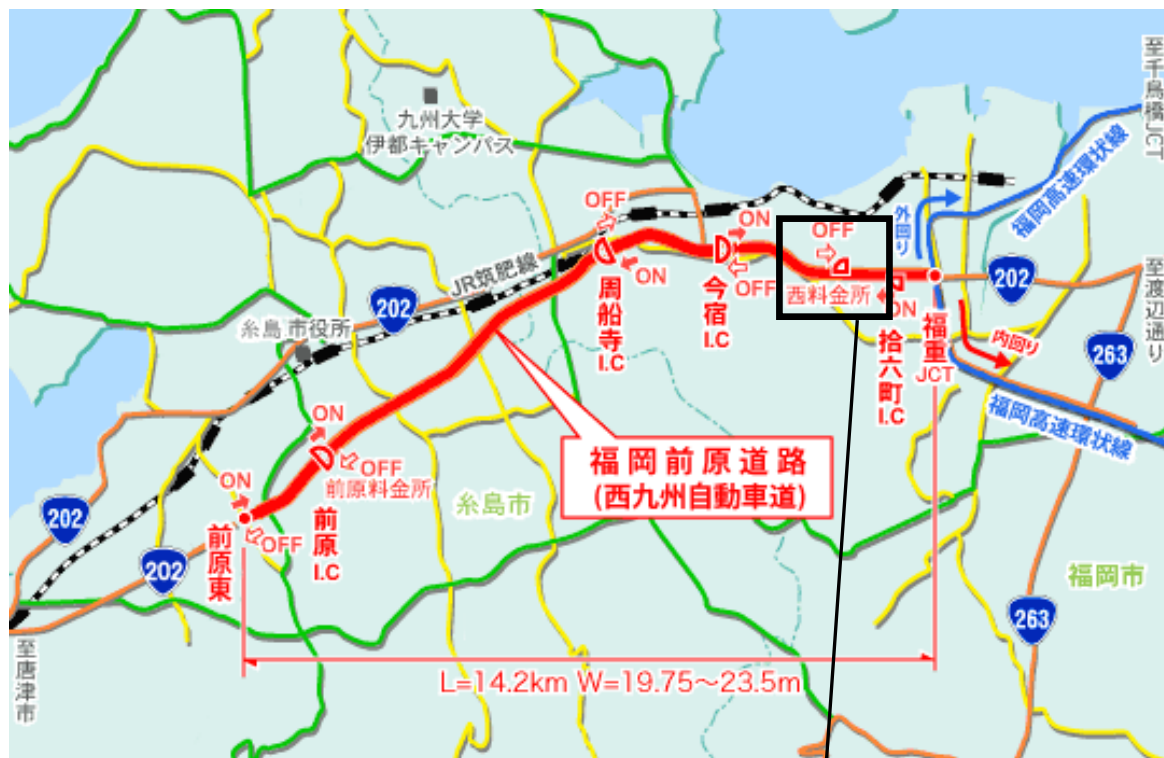 至千鳥橋JCT
九州大学
伊都キャンパス
福岡高速環状線
外回り
OFF
ON
ON
OFF
OFF
西料金所
ON
JR筑肥線
202
202
至渡辺通り
糸島市役所
周船寺
I.C
今宿
I.C
拾六町
I.C
福重
JCT
内回り
263
福岡高速環状線
ON
OFF
前原料金所
福岡前原道路
(西九州自動車道)
ON
OFF
糸島市
202
前原東
前原
I.C
202
福岡市
263
至唐津市
L=14.2km W=19.75～23.5m